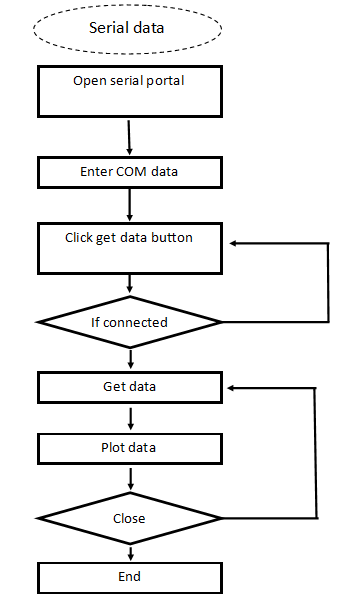 Serial data
Open serial portal
Enter COM data
Click get data button
If connected
Get data
Plot data
Close
End